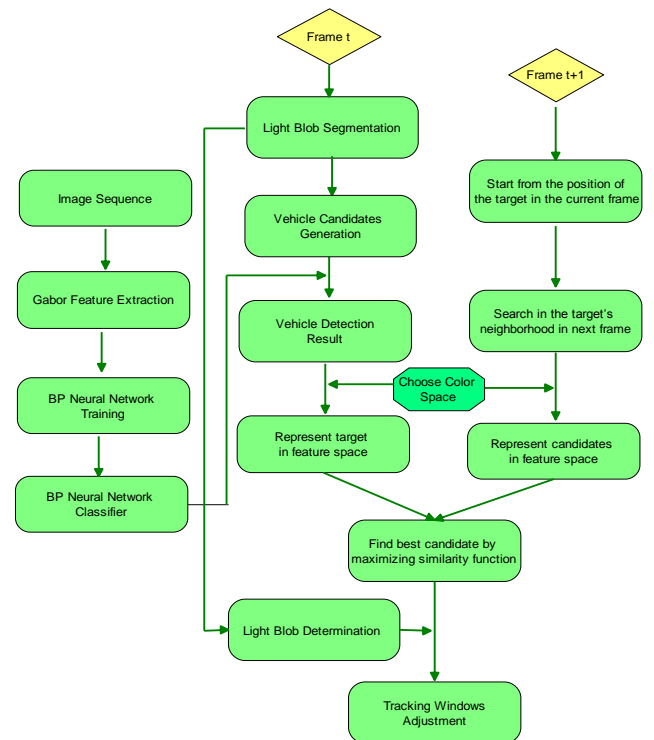 Frame t
Frame t+1
Light Blob Segmentation
Start from the position of
the target in the current frame
Image Sequence
Vehicle Candidates
Generation
Gabor Feature Extraction
Search in the target's
neighborhood in next frame
Vehicle Detection
Result
Choose Color
Space
BP Neural Network
Training
Represent target
in feature space
Represent candidates
in feature space
BP Neural Network
Classifier
Find best candidate by
maximizing similarity function
Light Blob Determination
Tracking Windows
Adjustment